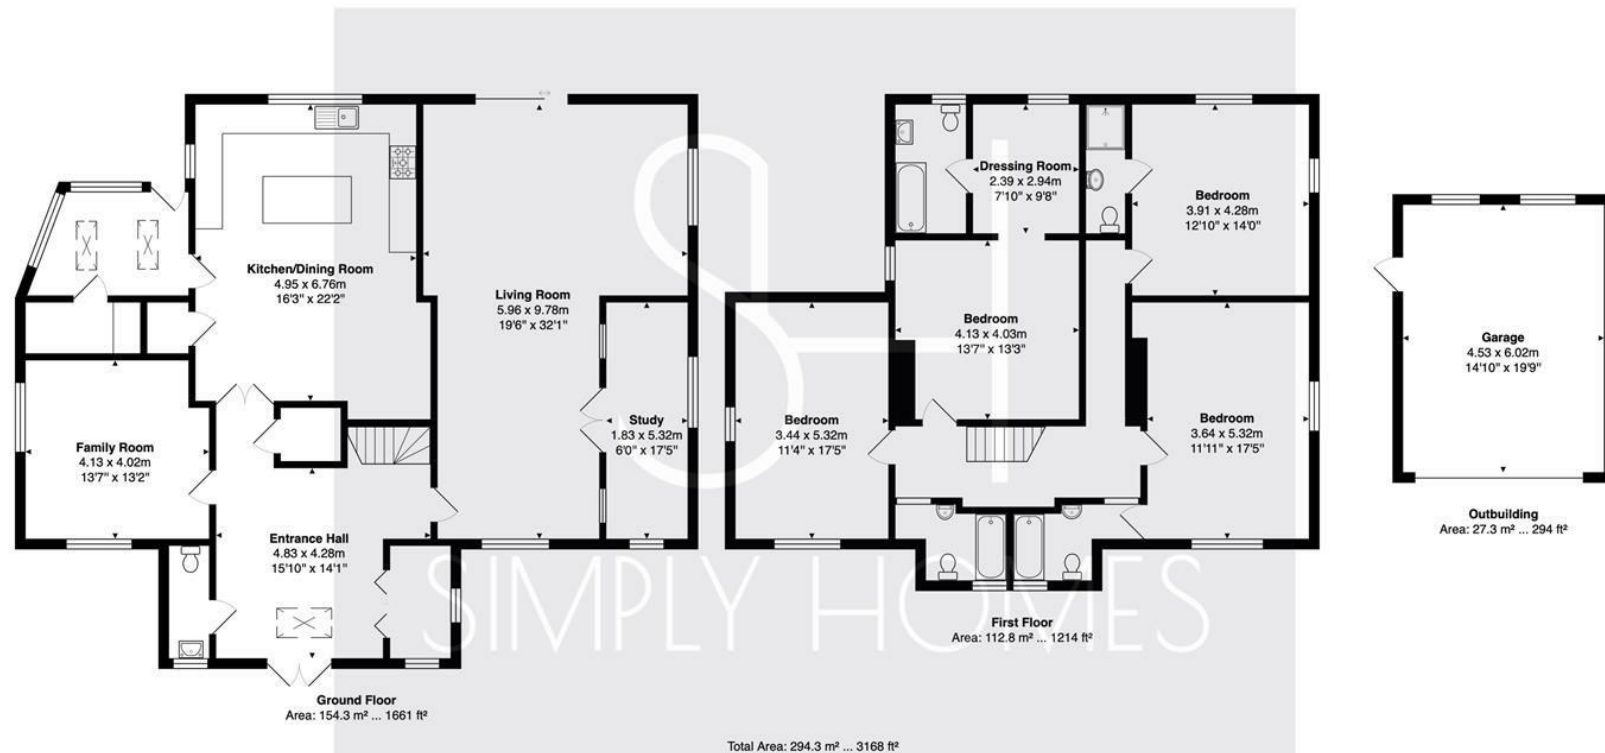 Kitchen/Dining Room
4.95 x 6.76m
16'3" x 22'2"
Living Room
5.96 x 9.78m
19'6" x 32'1"
Study
1.83 x 5.32m
6'0" x 17'5"
Family Room
4.13 x 4.02m
13'7" x 13'2"
Entrance Hall
4.83 x 4.28m
15'10" x 14'1"
Ground Floor
Area: 154.3 m² ... 1661 ft²
Dressing Room
2.39 x 2.94m
7'10" x 9'8"
Bedroom
3.91 x 4.28m
12'10" x 14'0"
Bedroom
4.13 x 4.03m
13'7" x 13'3"
Bedroom
3.44 x 5.32m
11'4" x 17'5"
Bedroom
3.64 x 5.32m
11'11" x 17'5"
First Floor
Area: 112.8 m² ... 1214 ft²
Garage
4.53 x 6.02m
14'10" x 19'9"
Outbuilding
Area: 27.3 m² ... 294 ft²
SH
SIMPLY HOMES
Total Area: 294.3 m² ... 3168 ft²